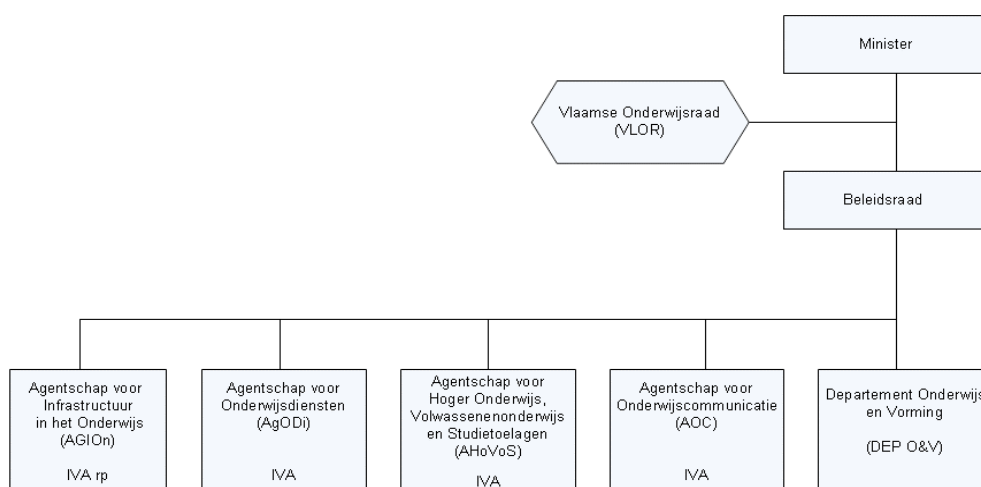 Minister
Vlaamse Onderwijsraad
(VLOR)
Beleidsraad
Agentschap voor
Infrastructuur
in het Onderwijs
(AGIOn)
IVA rp
Agentschap voor
Onderwijsdiensten
(AgODi)
IVA
Agentschap voor
Hoger Onderwijs,
Volwassenenonderwijs
en Studietoelagen
(AHoVoS)
IVA
Agentschap voor
Onderwijscommunicatie
(AOC)
IVA
Departement Onderwijs
en Vorming
(DEP O&V)